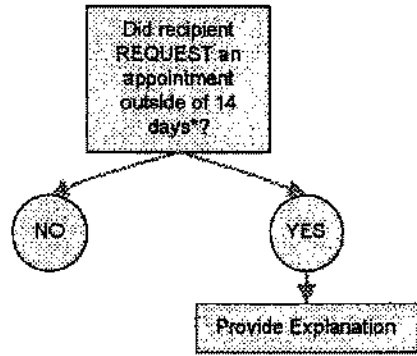 Did recipient
REQUEST an
appointment
outside of 14
days*?
NO
YES
Provide Explanation